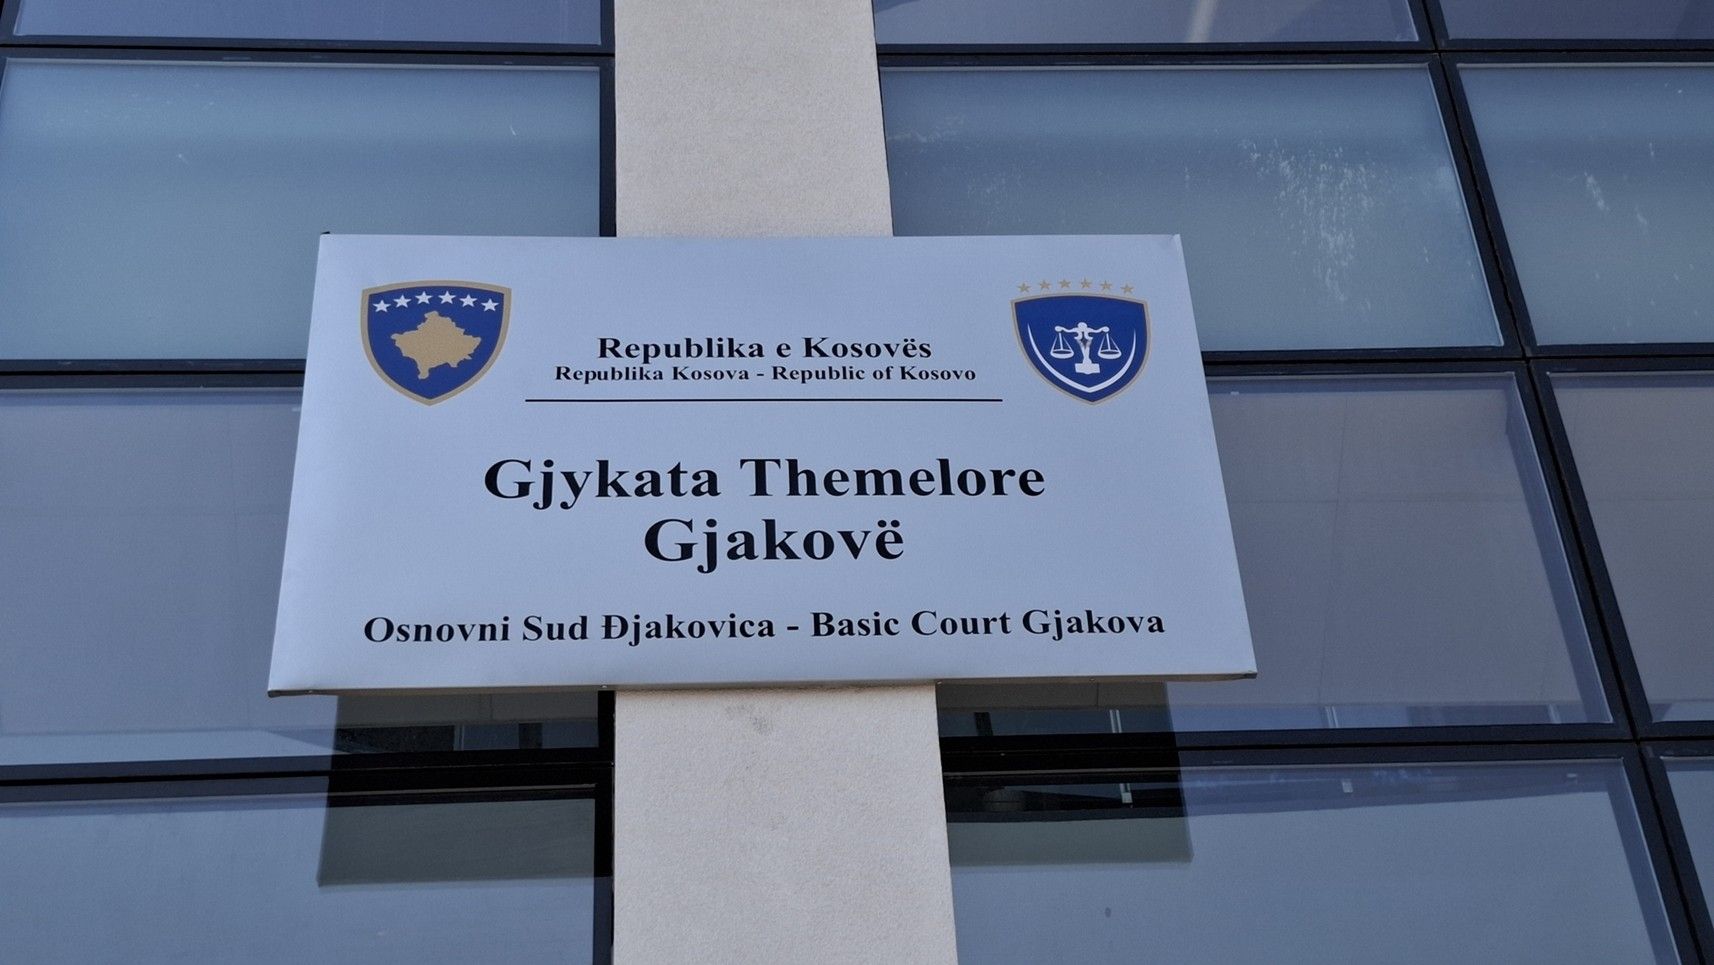 Republika e Kosovës
Republika Kosova - Republic of Kosovo
Gjykata Themelore
Gjakovë
Osnovni Sud Đjakovica - Basic Court Gjakova